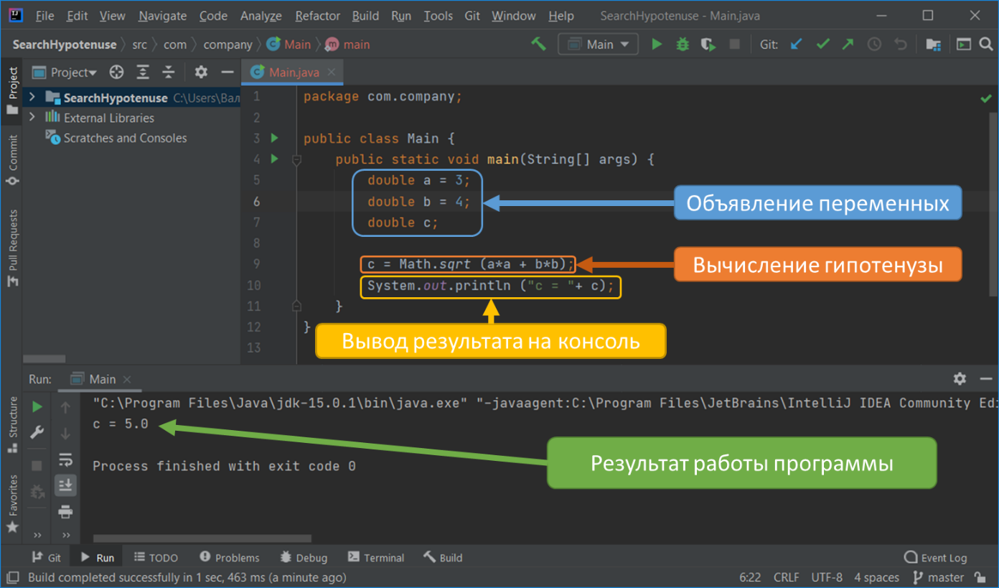 File Edit View Navigate Code Analyze Refactor Build Run Tools Git Window Help SearchHypotenuse - Main.java
SearchHypotenuse src com company Main main Main Git:
Project Main.java
Project
Commit
Pull Requests
Structure
Favorites
SearchHypotenuse C:\Users\Вал
External Libraries
Scratches and Consoles
1 package com.company;
2
3 public class Main {
4 public static void main(String[] args) {
5 double a = 3;
6 double b = 4;
7 double c;
8
9 c = Math.sqrt (a*a + b*b);
10 System.out.println ("c = "+ c);
11 }
12 }
13
Объявление переменных
Вычисление гипотенузы
Вывод результата на консоль
Run: Main
"C:\Program Files\Java\jdk-15.0.1\bin\java.exe" "-javaagent:C:\Program Files\JetBrains\IntelliJ IDEA Community Edi
c = 5.0
Process finished with exit code 0
Результат работы программы
Git Run TODO Problems Debug Terminal Build Event Log
Build completed successfully in 1 sec, 463 ms (a minute ago) 6:22 CRLF UTF-8 4 spaces master